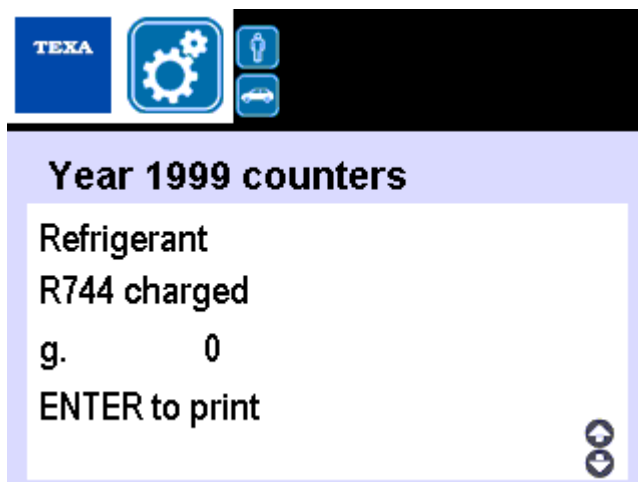 TEXA
Year 1999 counters
Refrigerant
R744 charged
g. 0
ENTER to print